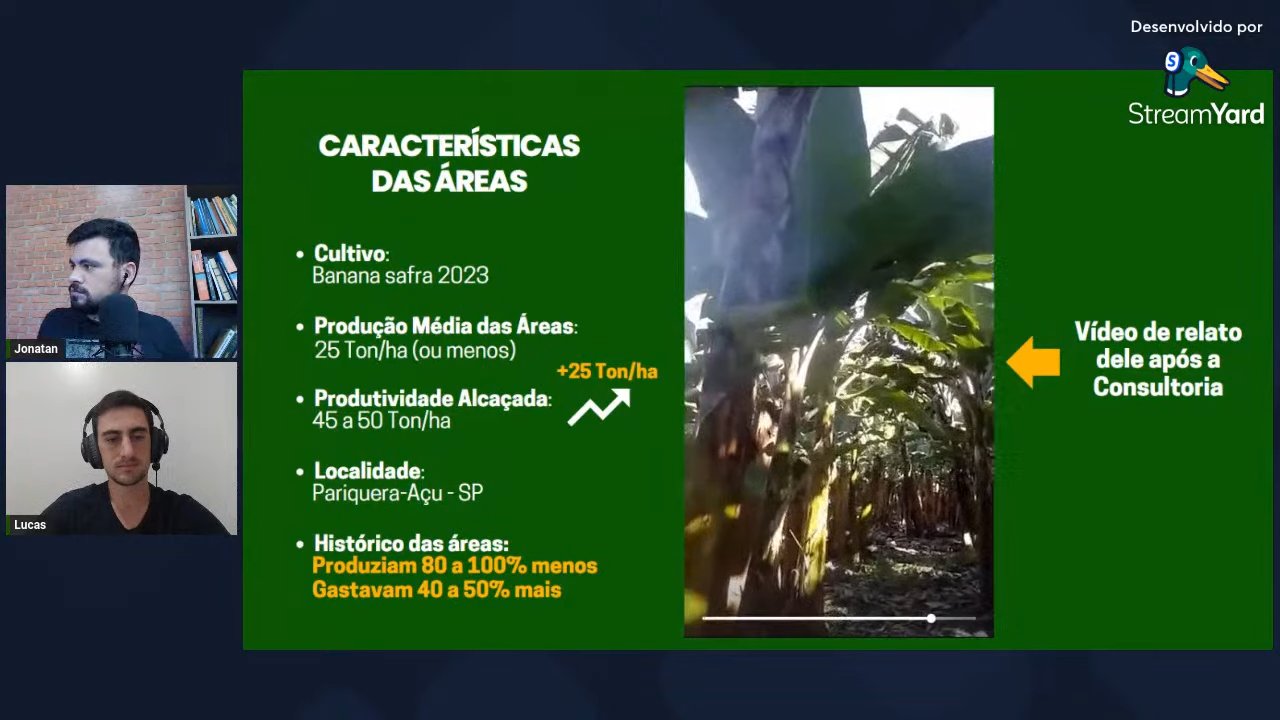 Desenvolvido por
StreamYard
CARACTERÍSTICAS
DAS ÁREAS
• Cultivo:
Banana safra 2023
• Produção Média das Áreas:
25 Ton/ha (ou menos)
+25 Ton/ha
• Produtividade Alcaçada:
45 a 50 Ton/ha
• Localidade:
Pariquera-Açu - SP
• Histórico das áreas:
Produziam 80 a 100% menos
Gastavam 40 a 50% mais
Vídeo de relato
dele após a
Consultoria
Jonatan
Lucas